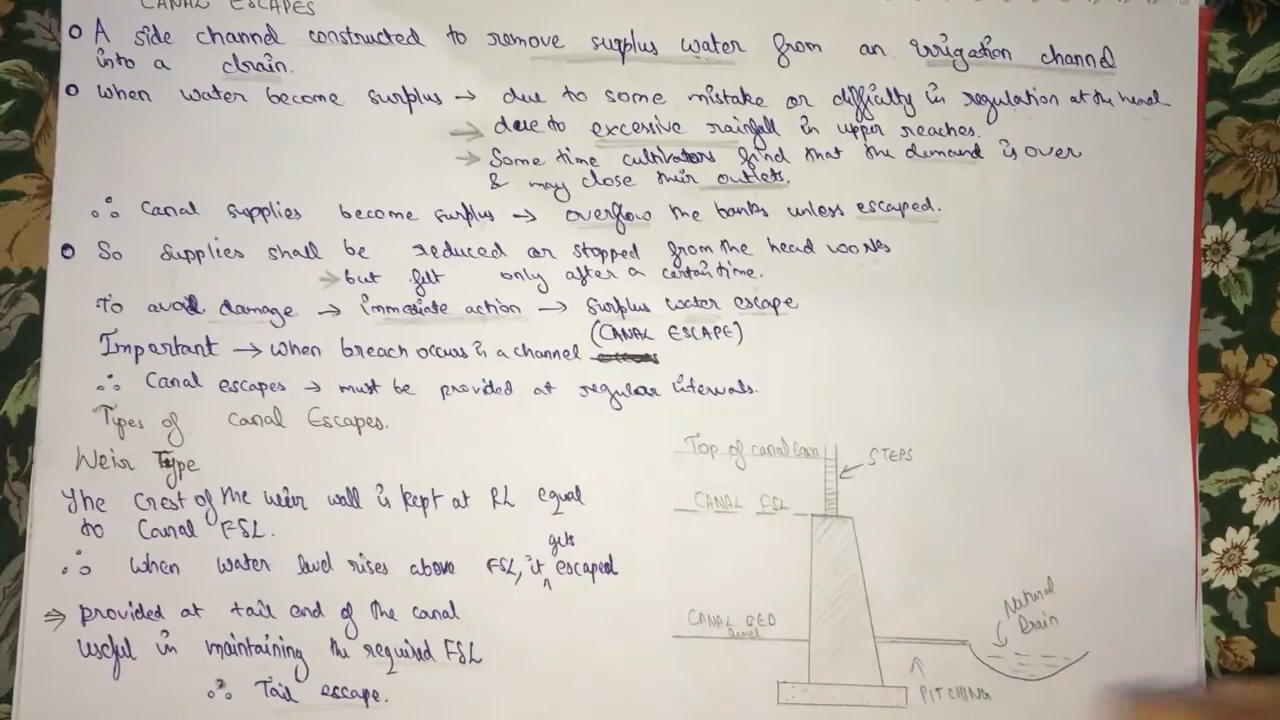 CANAL ESCAPES
o A side channel constructed to remove surplus water from an irrigation channel
into a drain.
o When water become surplus → due to some mistake or difficlty in regulation at the head
→ due to excessive rainfall in upper reaches.
→ Some time cultivators find that the demand is over
& may close their outlets.
∴ Canal supplies become surplus → overflow the banks unless escaped.
o So supplies shall be reduced or stopped from the head works
→ but felt only after a certain time.
To avoid damage → immediate action → Surplus water escape
(CANAL ESCAPE)
Important → When breach occurs in a channel
∴ Canal escapes → must be provided at regular intervals.
Types of Canal Escapes.
Weir Type
The Crest of the weir wall is kept at RL equal
to Canal FSL.
∴ When water level rises above FSL, it gets escaped
⇒ provided at tail end of the canal
useful in maintaining the required FSL
∴ Tail escape.
Top of canal
STEPS
CANAL FSL
CANAL BED
level
Natural
Drain
PITCHING